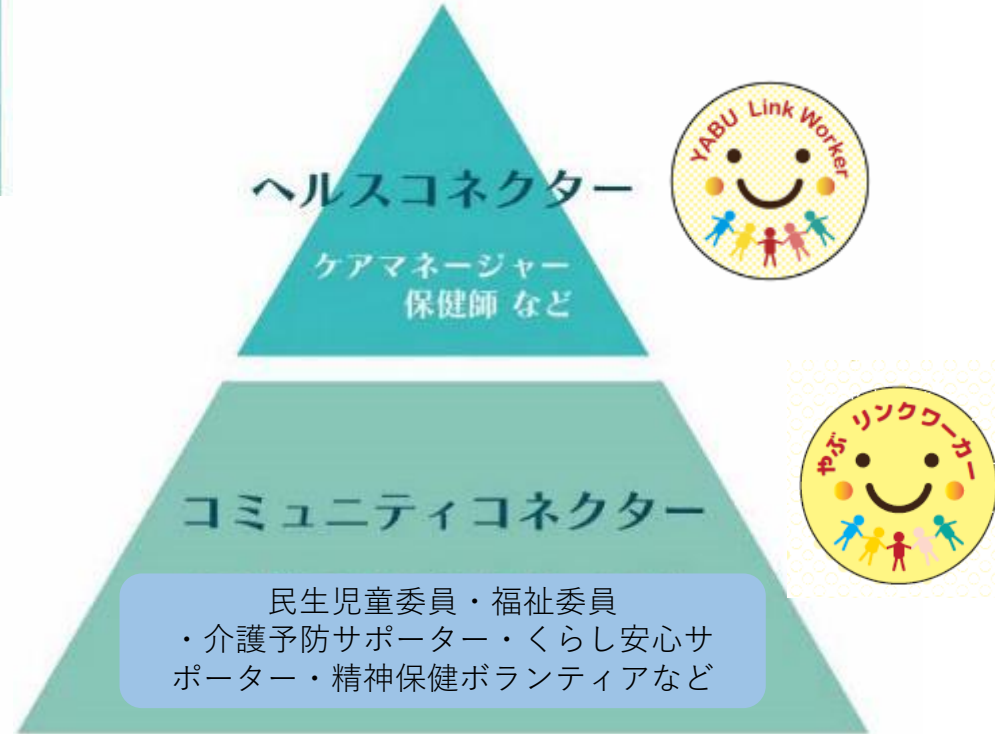 YABU Link Worker
ヘルスコネクター
ケアマネージャー
保健師 など
やぶ リンクワーカー
コミュニティコネクター
民生児童委員・福祉委員
・介護予防サポーター・くらし安心サ
ポーター・精神保健ボランティアなど